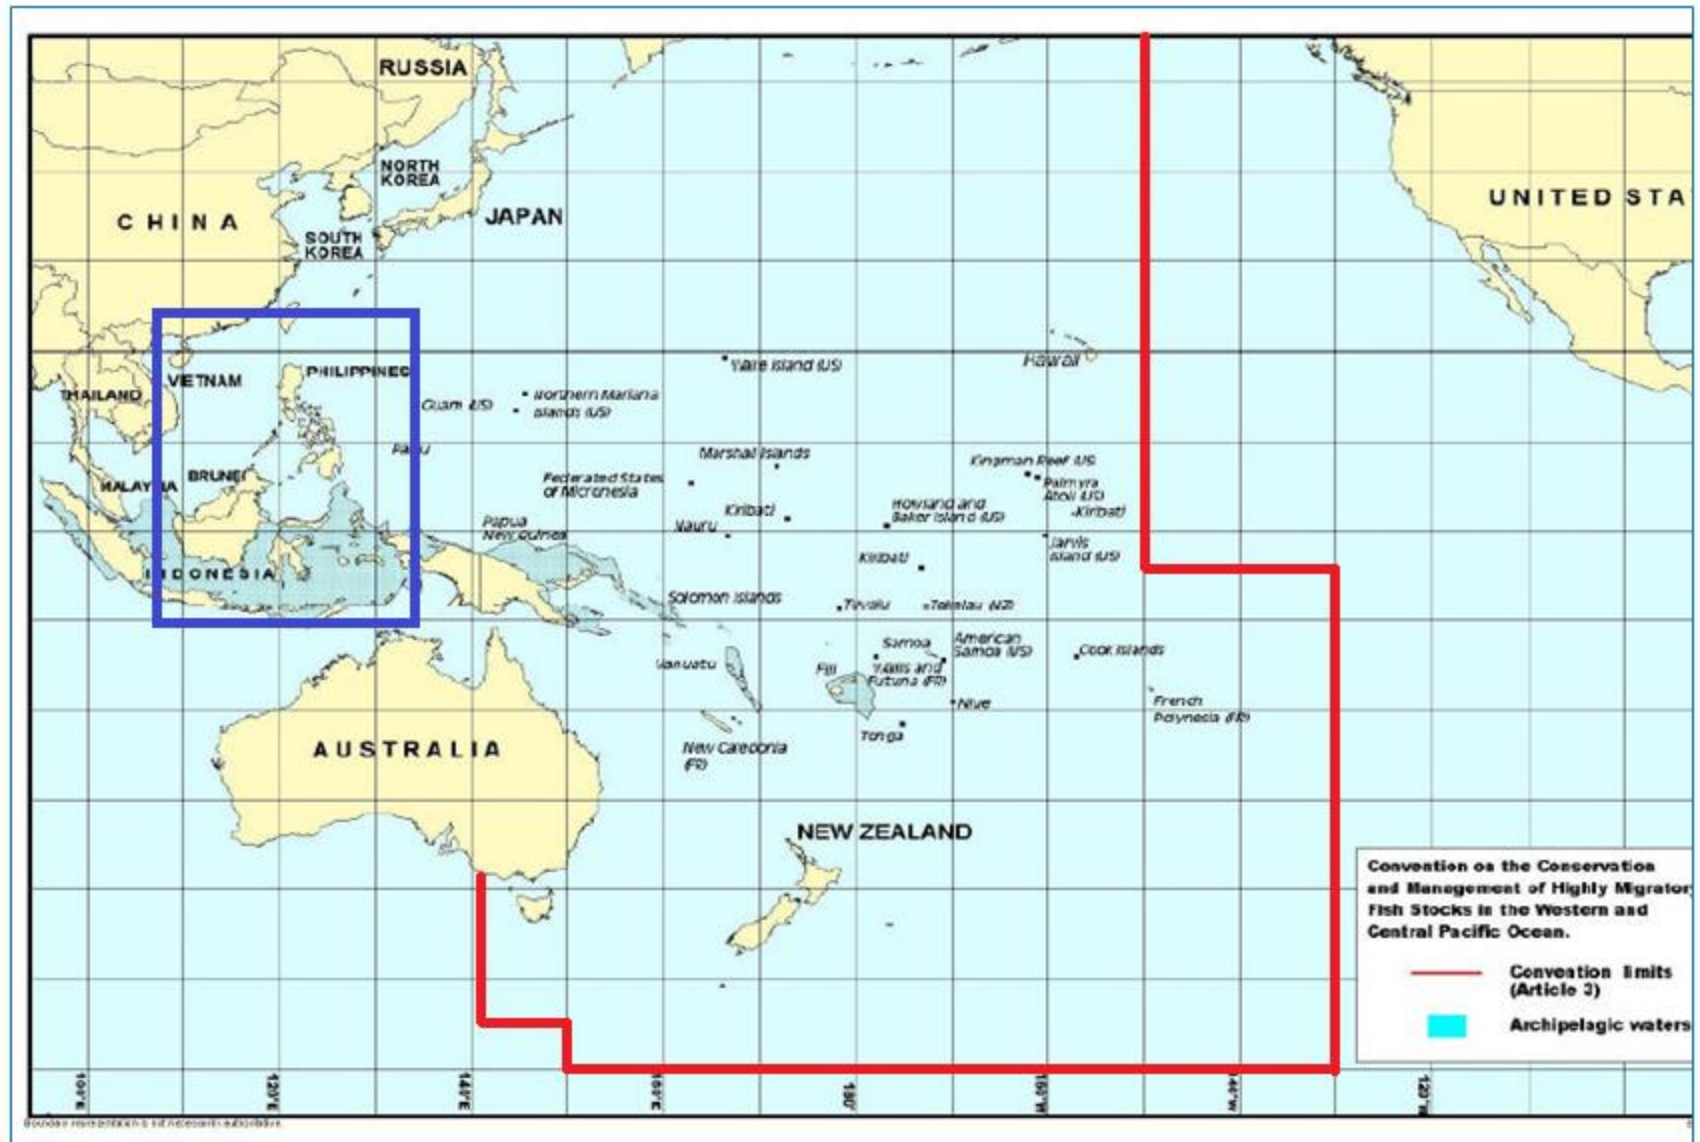 RUSSIA
NORTH
KOREA
CHINA
JAPAN
SOUTH
KOREA
UNITED STA
VIETNAM
PHILIPPINES
THAILAND
Wake Island (US)
Hawaii
Guam (US)
Northern Mariana
Islands (US)
Marshall Islands
Kingman Reef (US
Palmyra
Atoll (US)
Kiribati
BRUNEI
MALAYSIA
Federated States
of Micronesia
Kiribati
Howland and
Baker Island (US)
Papua
New Guinea
Nauru
Jarvis
Island (US)
Kiribati
INDONESIA
Solomon Islands
Tuvalu
Tokelau (NZ)
Samoa
American
Samoa (US)
Cook Islands
Vanuatu
Fiji
Wallis and
Futuna (FR)
Niue
French
Polynesia (FR)
Tonga
New Caledonia
(FR)
AUSTRALIA
NEW ZEALAND
Convention on the Conservation
and Management of Highly Migrator
Fish Stocks in the Western and
Central Pacific Ocean.
Convention limits
(Article 3)
Archipelagic waters
100°E
120°E
140°E
160°E
180°
160°W
140°W
120°W